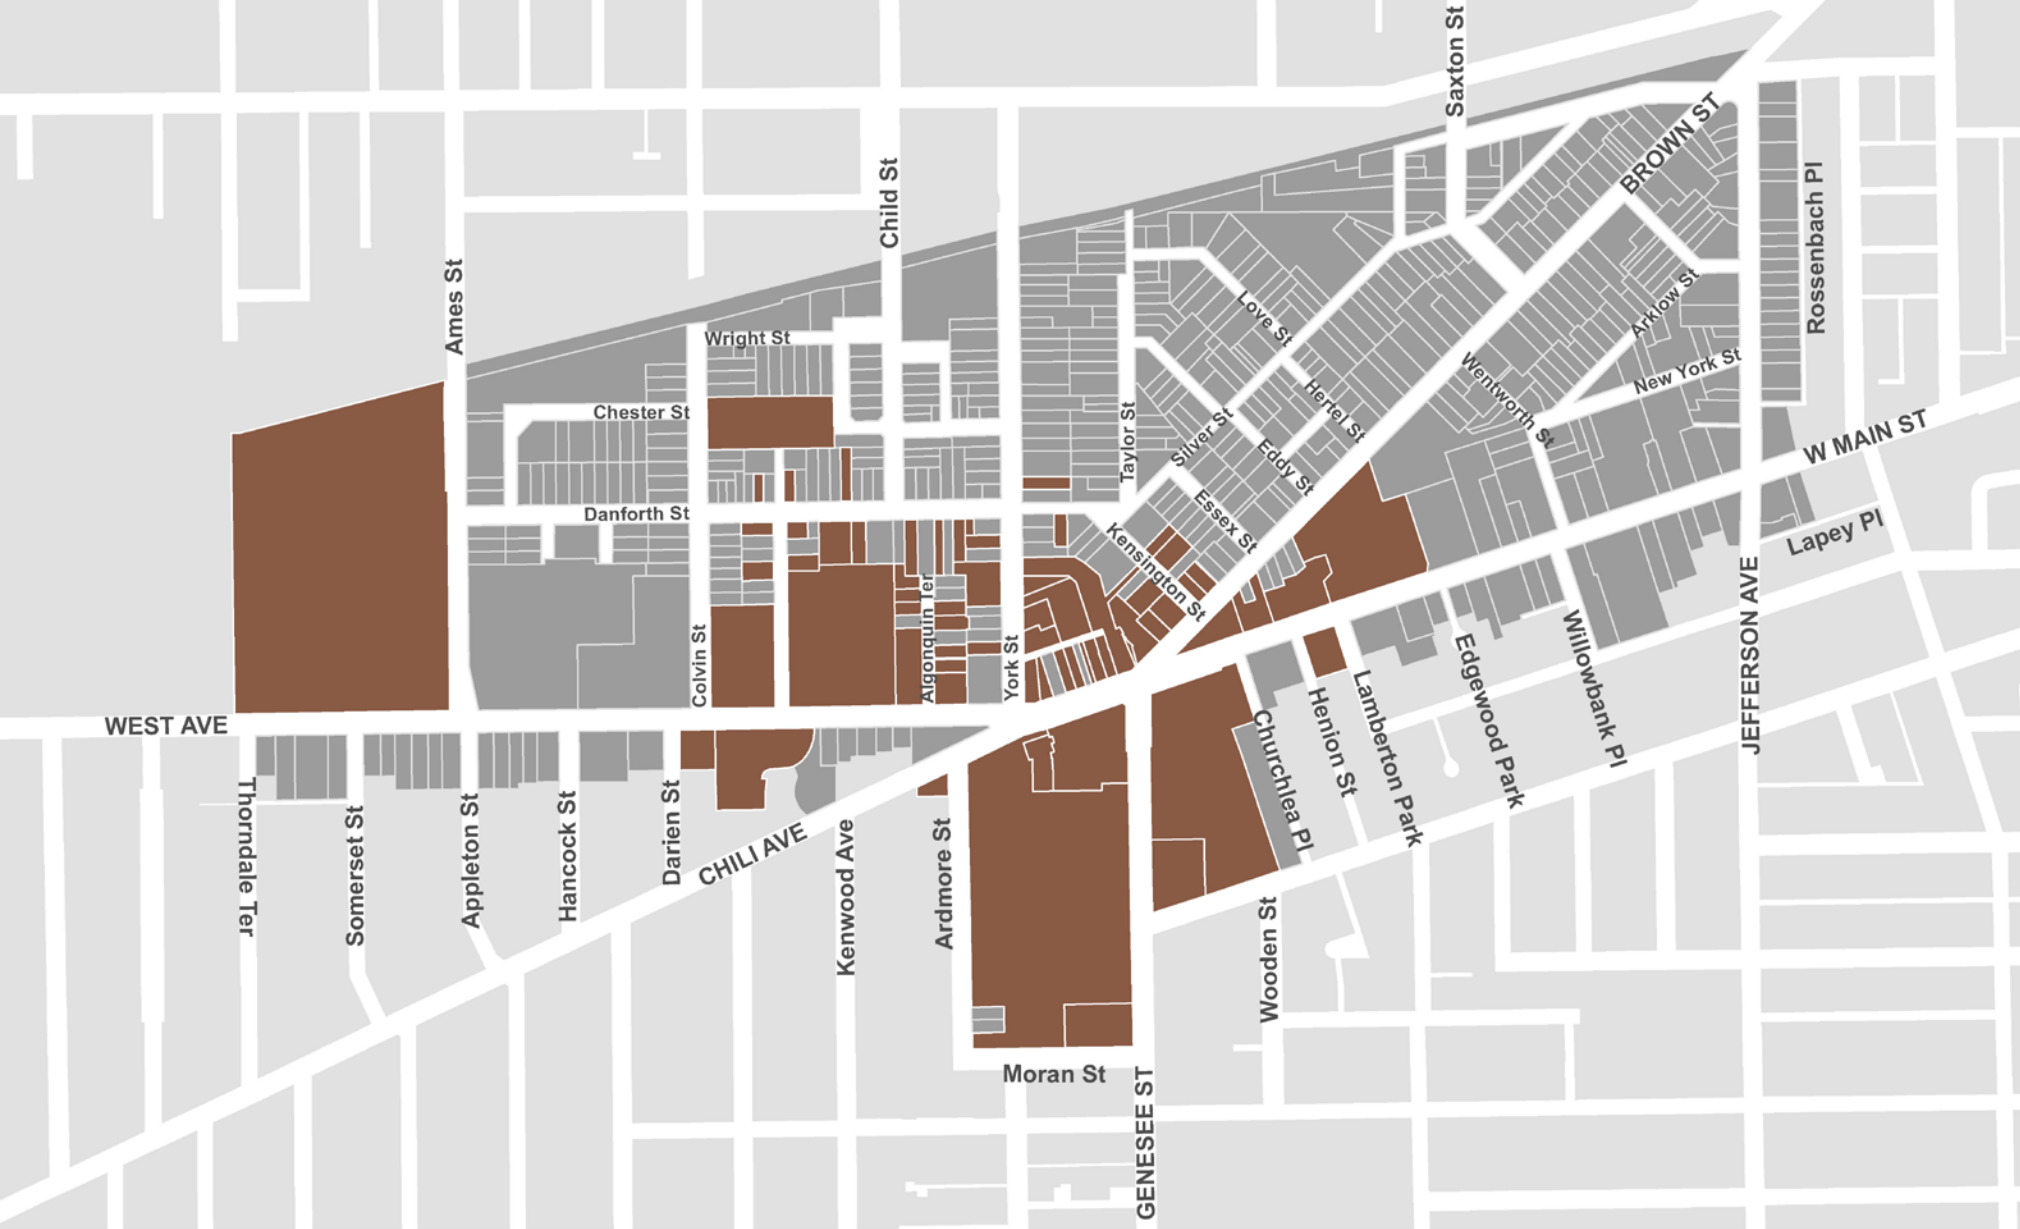 Saxton St
BROWN ST
Child St
Rossenbach Pl
Ames St
Love St
Arklow St
Wright St
New York St
Wentworth St
Hertel St
Chester St
Taylor St
Silver St
W MAIN ST
Eddy St
Danforth St
Essex St
Lapey Pl
Kensington St
JEFFERSON AVE
Algonquin Ter
Colvin St
York St
Willowbank Pl
Edgewood Park
Lamberton Park
Henion St
Churchlea Pl
WEST AVE
Thorndale Ter
Somerset St
Appleton St
Hancock St
Darien St
CHILI AVE
Kenwood Ave
Ardmore St
Wooden St
Moran St
GENESEE ST